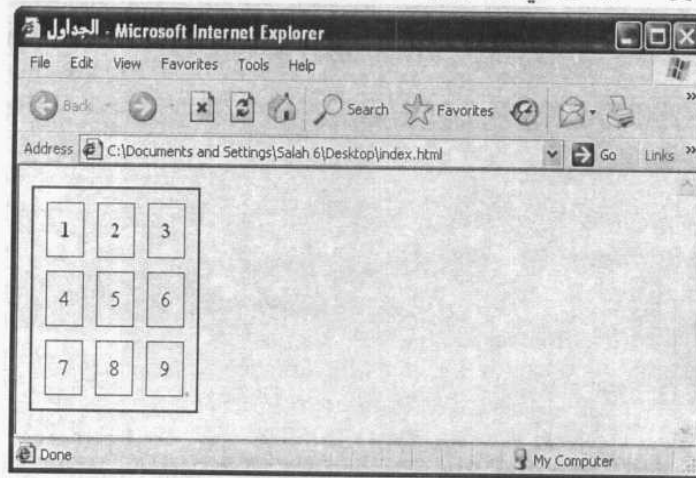 الجداول - Microsoft Internet Explorer
File Edit View Favorites Tools Help
Back Search Favorites »
Address C:\Documents and Settings\Salah 6\Desktop\index.html Go Links »
1 2 3
4 5 6
7 8 9
Done My Computer